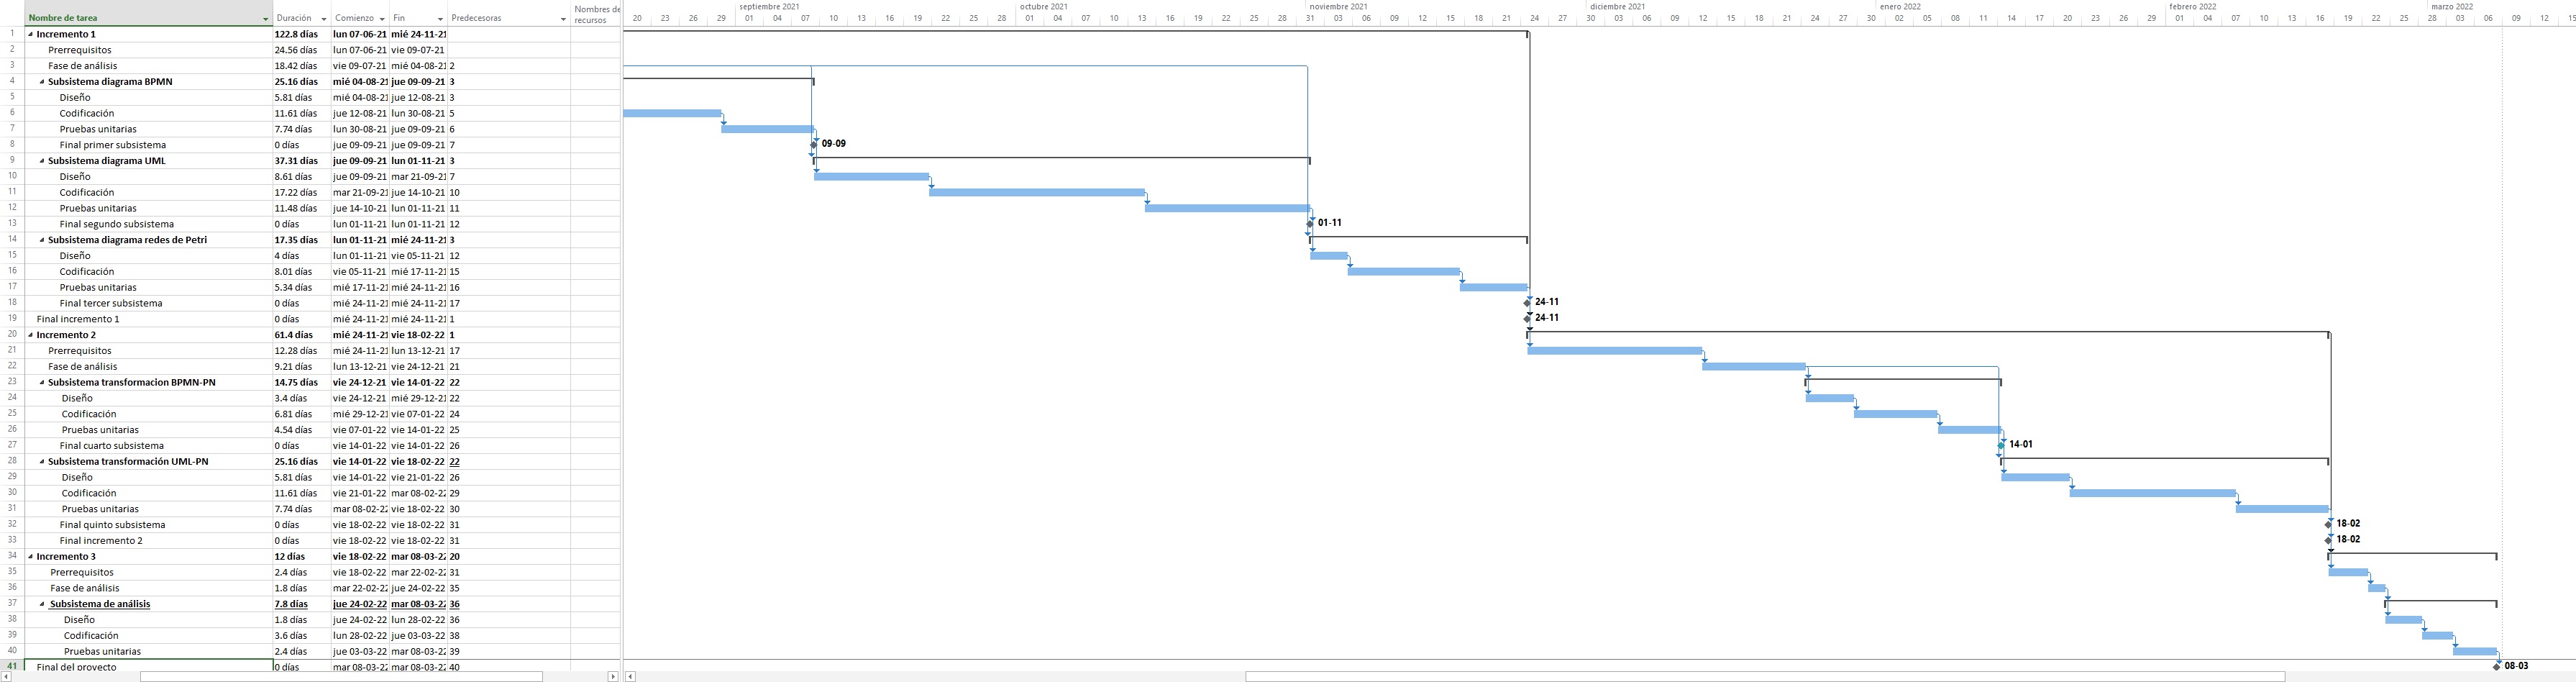 Nombre de tarea Duración Comienzo Fin Predecesoras Nombres de recursos
septiembre 2021 octubre 2021 noviembre 2021 diciembre 2021 enero 2022 febrero 2022 marzo 2022
20 23 26 29 01 04 07 10 13 16 19 22 25 28 01 04 07 10 13 16 19 22 25 28 31 03 06 09 12 15 18 21 24 27 30 03 06 09 12 15 18 21 24 27 30 02 05 08 11 14 17 20 23 26 29 01 04 07 10 13 16 19 22 25 28 03 06 09 12 15
1 Incremento 1 122.8 días lun 07-06-21 mié 24-11-21
2 Prerrequisitos 24.56 días lun 07-06-21 vie 09-07-21
3 Fase de análisis 18.42 días vie 09-07-21 mié 04-08-21 2
4 Subsistema diagrama BPMN 25.16 días mié 04-08-21 jue 09-09-21 3
5 Diseño 5.81 días mié 04-08-21 jue 12-08-21 3
6 Codificación 11.61 días jue 12-08-21 lun 30-08-21 5
7 Pruebas unitarias 7.74 días lun 30-08-21 jue 09-09-21 6
8 Final primer subsistema 0 días jue 09-09-21 jue 09-09-21 7 09-09
9 Subsistema diagrama UML 37.31 días jue 09-09-21 lun 01-11-21 3
10 Diseño 8.61 días jue 09-09-21 mar 21-09-21 7
11 Codificación 17.22 días mar 21-09-21 jue 14-10-21 10
12 Pruebas unitarias 11.48 días jue 14-10-21 lun 01-11-21 11
13 Final segundo subsistema 0 días lun 01-11-21 lun 01-11-21 12 01-11
14 Subsistema diagrama redes de Petri 17.35 días lun 01-11-21 mié 24-11-21 3
15 Diseño 4 días lun 01-11-21 vie 05-11-21 12
16 Codificación 8.01 días vie 05-11-21 mié 17-11-21 15
17 Pruebas unitarias 5.34 días mié 17-11-21 mié 24-11-21 16
18 Final tercer subsistema 0 días mié 24-11-21 mié 24-11-21 17 24-11
19 Final incremento 1 0 días mié 24-11-21 mié 24-11-21 1 24-11
20 Incremento 2 61.4 días mié 24-11-21 vie 18-02-22 1
21 Prerrequisitos 12.28 días mié 24-11-21 lun 13-12-21 17
22 Fase de análisis 9.21 días lun 13-12-21 vie 24-12-21 21
23 Subsistema transformacion BPMN-PN 14.75 días vie 24-12-21 vie 14-01-22 22
24 Diseño 3.4 días vie 24-12-21 mié 29-12-21 22
25 Codificación 6.81 días mié 29-12-21 vie 07-01-22 24
26 Pruebas unitarias 4.54 días vie 07-01-22 vie 14-01-22 25
27 Final cuarto subsistema 0 días vie 14-01-22 vie 14-01-22 26 14-01
28 Subsistema transformación UML-PN 25.16 días vie 14-01-22 vie 18-02-22 22
29 Diseño 5.81 días vie 14-01-22 vie 21-01-22 26
30 Codificación 11.61 días vie 21-01-22 mar 08-02-22 29
31 Pruebas unitarias 7.74 días mar 08-02-22 vie 18-02-22 30
32 Final quinto subsistema 0 días vie 18-02-22 vie 18-02-22 31 18-02
33 Final incremento 2 0 días vie 18-02-22 vie 18-02-22 31 18-02
34 Incremento 3 12 días vie 18-02-22 mar 08-03-22 20
35 Prerrequisitos 2.4 días vie 18-02-22 mar 22-02-22 31
36 Fase de análisis 1.8 días mar 22-02-22 jue 24-02-22 35
37 Subsistema de análisis 7.8 días jue 24-02-22 mar 08-03-22 36
38 Diseño 1.8 días jue 24-02-22 lun 28-02-22 36
39 Codificación 3.6 días lun 28-02-22 jue 03-03-22 38
40 Pruebas unitarias 2.4 días jue 03-03-22 mar 08-03-22 39
41 Final del proyecto 0 días mar 08-03-22 mar 08-03-22 40 08-03